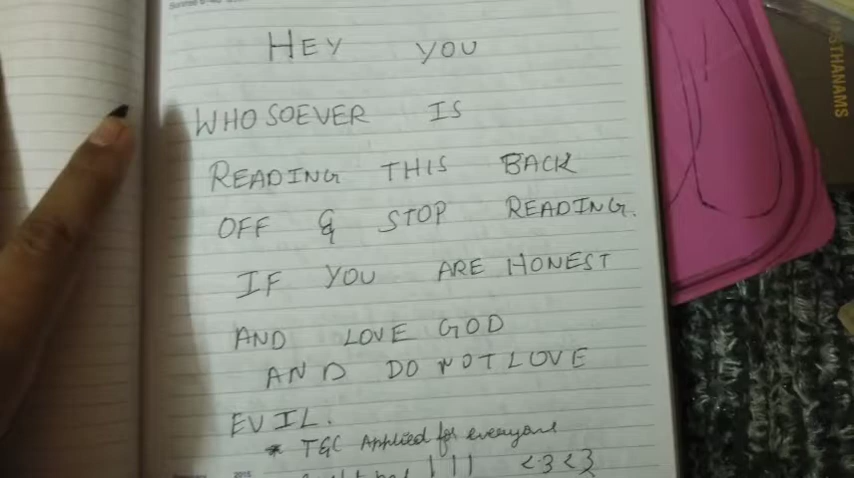 HEY YOU
WHOSOEVER IS
READING THIS BACK
OFF & STOP READING.
IF YOU ARE HONEST
AND LOVE GOD
AND DO NOT LOVE
EVIL.
* T&C Applied for everyone
! ! ! <3 <3
2015
STHANAMS